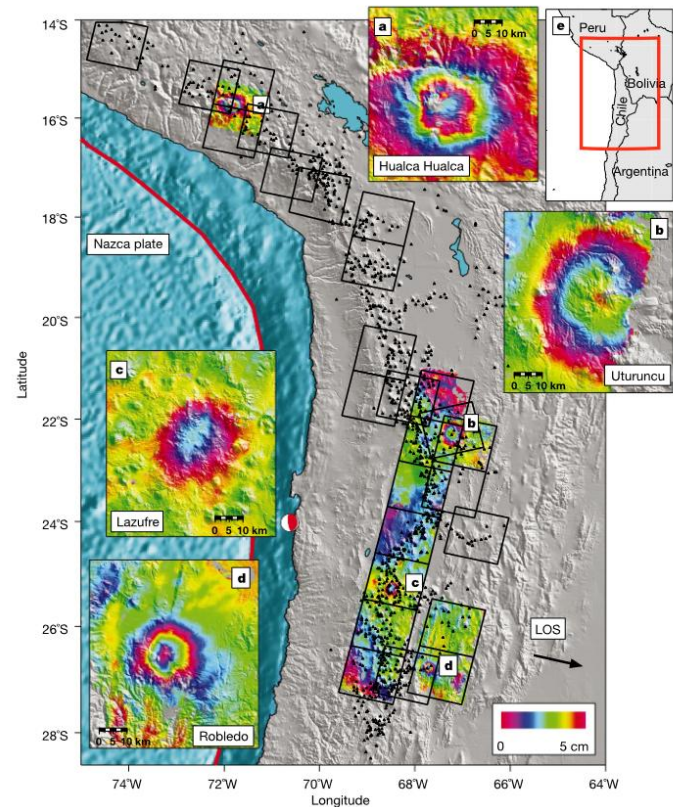 14°S
16°S
18°S
20°S
22°S
24°S
26°S
28°S
Latitude
74°W
72°W
70°W
68°W
66°W
64°W
Longitude
a
0 5 10 km
Hualca Hualca
e
Peru
Bolivia
Chile
Argentina
a
Nazca plate
b
0 5 10 km
Uturuncu
c
0 5 10 km
Lazufre
b
c
d
0 5 10 km
Robledo
d
LOS
0 5 cm